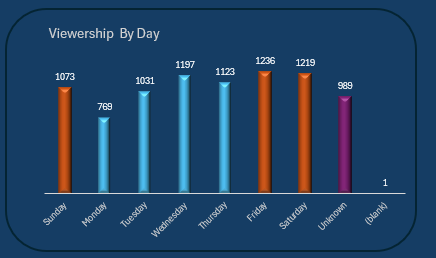 Viewership By Day
1073
769
1031
1197
1123
1236
1219
989
1
Sunday
Monday
Tuesday
Wednesday
Thursday
Friday
Saturday
Unknown
(blank)